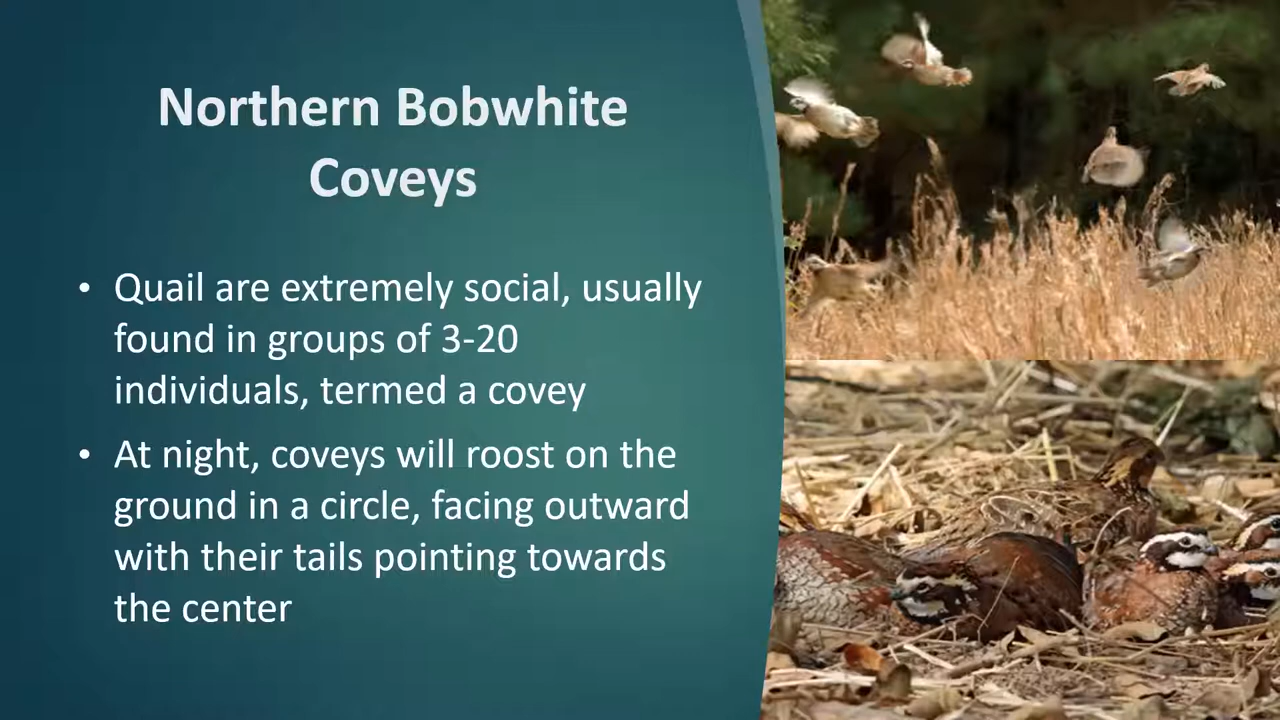 Northern Bobwhite
Coveys
• Quail are extremely social, usually
found in groups of 3-20
individuals, termed a covey
• At night, coveys will roost on the
ground in a circle, facing outward
with their tails pointing towards
the center